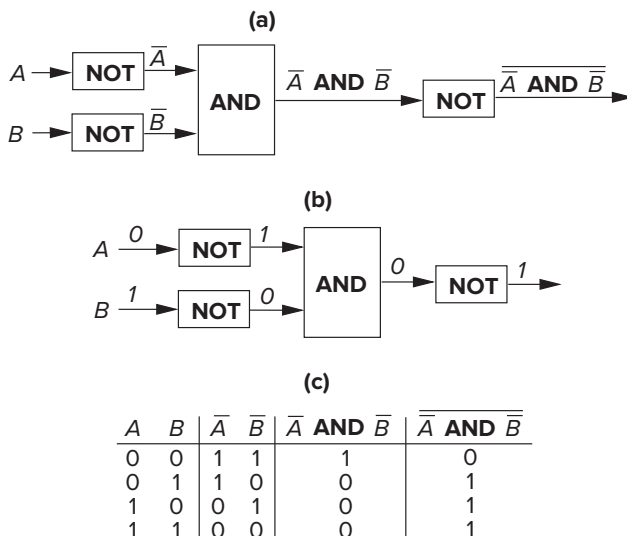 (a)
A NOT A̅ AND A̅ AND B̅ NOT A̅ AND B̅
B NOT B̅
(b)
A 0 NOT 1 AND 0 NOT 1
B 1 NOT 0
(c)
A B A̅ B̅ A̅ AND B̅ A̿ ̅A̅N̅D̅ B̿
0 0 1 1 1 0
0 1 1 0 0 1
1 0 0 1 0 1
1 1 0 0 0 1